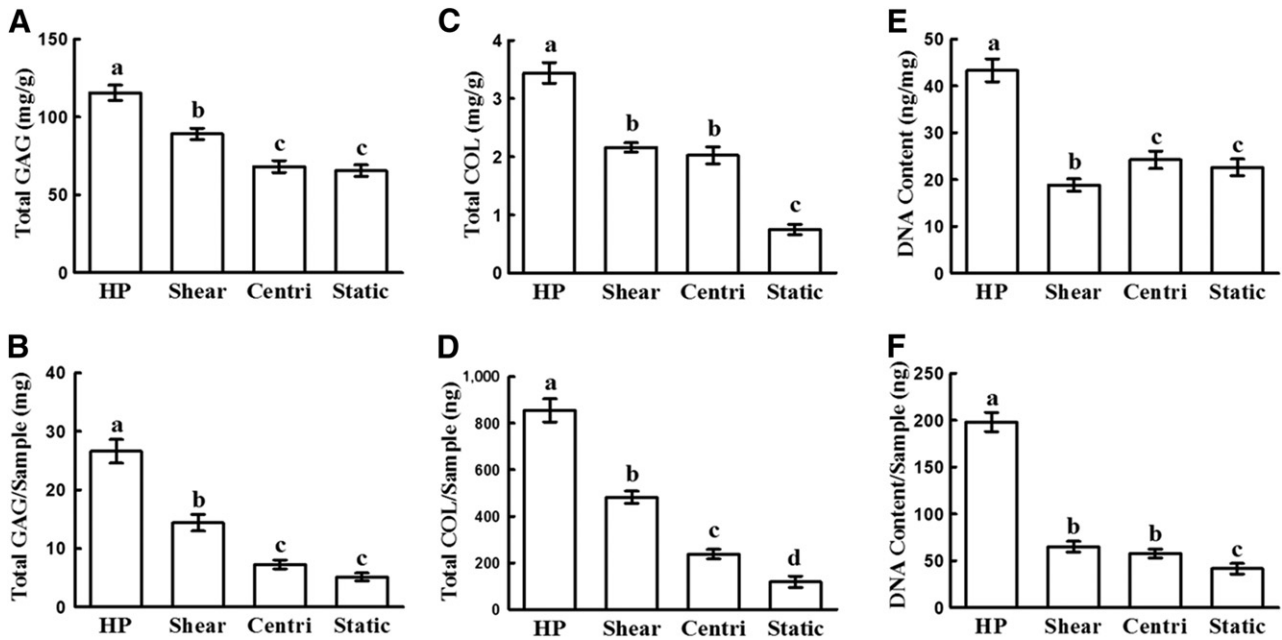 A
Total GAG (mg/g)
150
100
50
0
a
b
c
c
HP Shear Centri Static
C
Total COL (mg/g)
4
3
2
1
0
a
b
b
c
HP Shear Centri Static
E
DNA Content (ng/mg)
50
40
30
20
10
0
a
b
c
c
HP Shear Centri Static
B
Total GAG/Sample (mg)
40
30
20
10
0
a
b
c
c
HP Shear Centri Static
D
Total COL/Sample (ng)
1,000
800
600
400
200
0
a
b
c
d
HP Shear Centri Static
F
DNA Content/Sample (ng)
250
200
150
100
50
0
a
b
b
c
HP Shear Centri Static